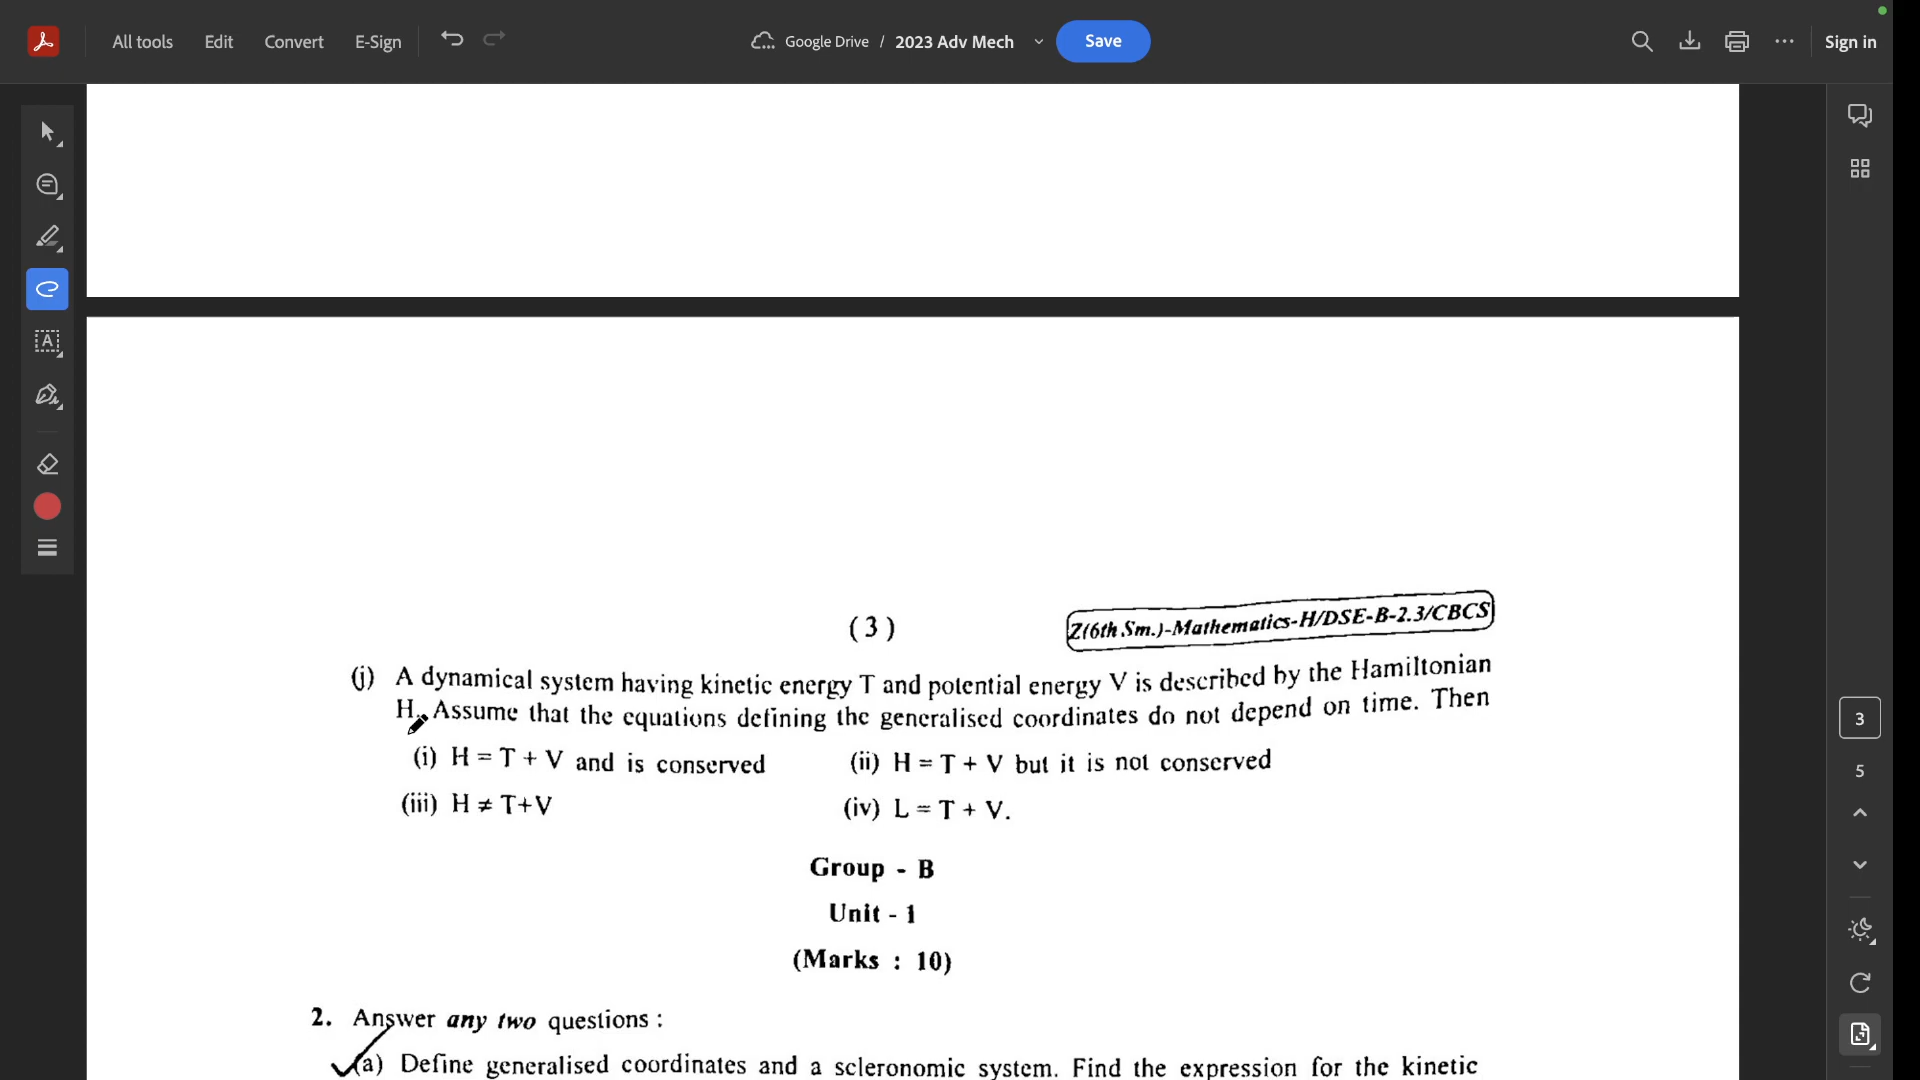 All tools Edit Convert E-Sign Google Drive / 2023 Adv Mech Save Sign in
(3) Z(6th Sm.)-Mathematics-H/DSE-B-2.3/CBCS
(j) A dynamical system having kinetic energy T and potential energy V is described by the Hamiltonian
H. Assume that the equations defining the generalised coordinates do not depend on time. Then
(i) H = T + V and is conserved (ii) H = T + V but it is not conserved
(iii) H ≠ T+V (iv) L = T + V.
Group - B
Unit - 1
(Marks : 10)
2. Answer any two questions :
(a) Define generalised coordinates and a scleronomic system. Find the expression for the kinetic
3
5